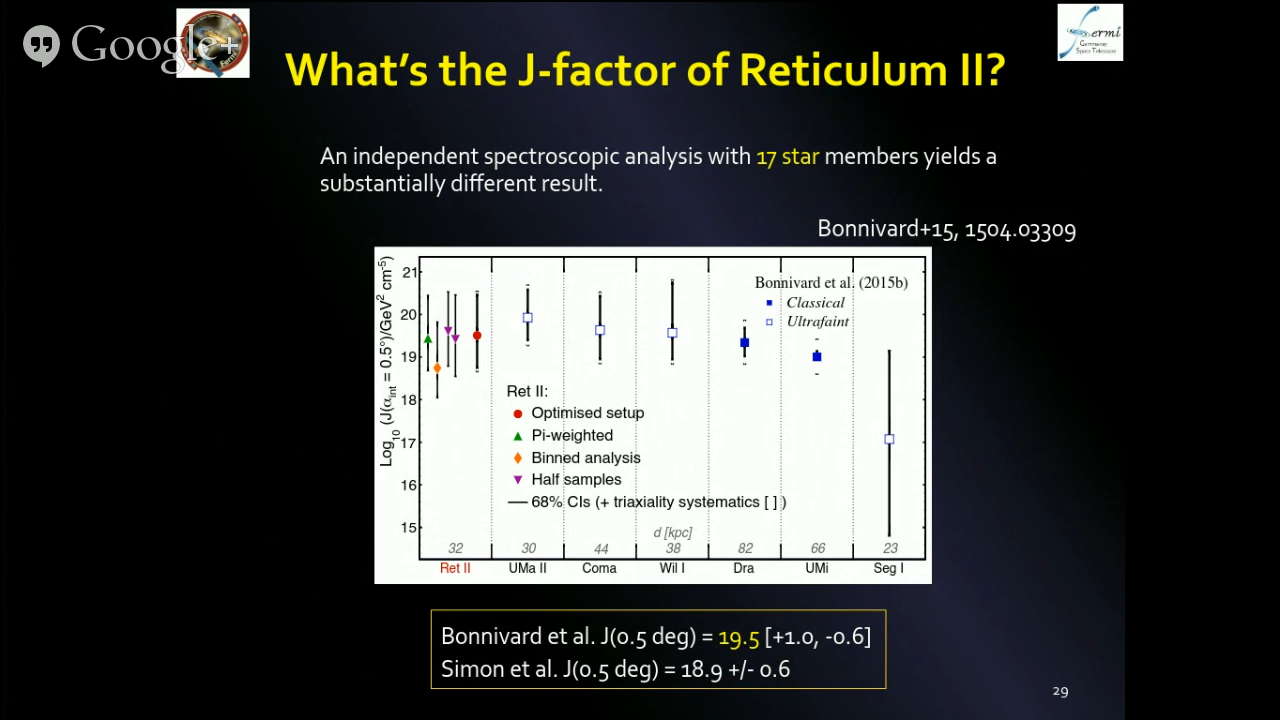 Google+
Fermi
Gamma-ray
Space Telescope
What's the J-factor of Reticulum II?
An independent spectroscopic analysis with 17 star members yields a
substantially different result.
Bonnivard+15, 1504.03309
Log10 (J(αint = 0.5°)/GeV² cm⁻⁵)
21
20
19
18
17
16
15
Bonnivard et al. (2015b)
Classical
Ultrafaint
Ret II:
Optimised setup
Pi-weighted
Binned analysis
Half samples
68% CIs (+ triaxiality systematics [ ] )
d [kpc]
32 30 44 38 82 66 23
Ret II UMa II Coma Wil I Dra UMi Seg I
Bonnivard et al. J(0.5 deg) = 19.5 [+1.0, -0.6]
Simon et al. J(0.5 deg) = 18.9 +/- 0.6
29